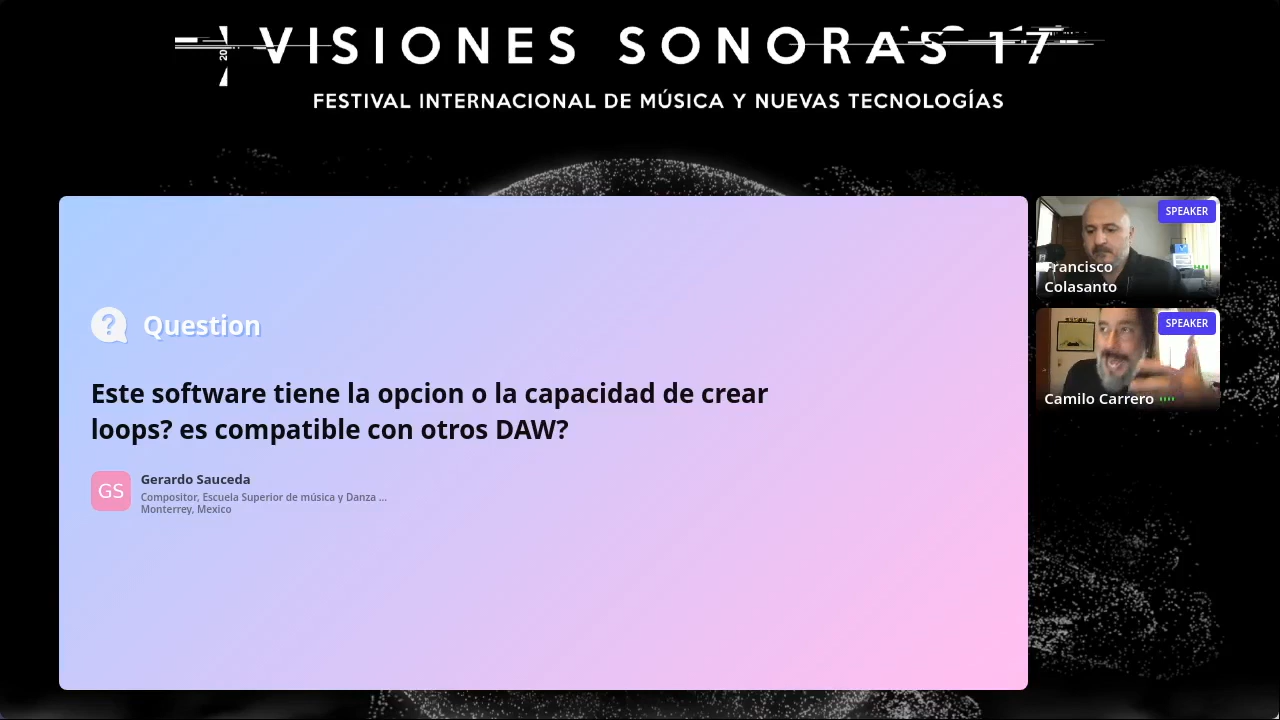 VISIONES SONORAS 17
20
FESTIVAL INTERNACIONAL DE MÚSICA Y NUEVAS TECNOLOGÍAS
Question
Este software tiene la opcion o la capacidad de crear
loops? es compatible con otros DAW?
GS
Gerardo Sauceda
Compositor, Escuela Superior de música y Danza ...
Monterrey, Mexico
SPEAKER
Francisco
Colasanto
SPEAKER
Camilo Carrero